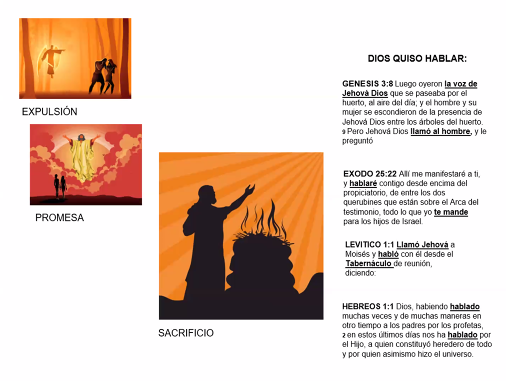 EXPULSIÓN
PROMESA
SACRIFICIO
DIOS QUISO HABLAR:
GENESIS 3:8 Luego oyeron la voz de
Jehová Dios que se paseaba por el
huerto, al aire del día; y el hombre y su
mujer se escondieron de la presencia de
Jehová Dios entre los árboles del huerto.
9 Pero Jehová Dios llamó al hombre, y le
preguntó
EXODO 25:22 Allí me manifestaré a ti,
y hablaré contigo desde encima del
propiciatorio, de entre los dos
querubines que están sobre el Arca del
testimonio, todo lo que yo te mande
para los hijos de Israel.
LEVITICO 1:1 Llamó Jehová a
Moisés y habló con él desde el
Tabernáculo de reunión,
diciendo:
HEBREOS 1:1 Dios, habiendo hablado
muchas veces y de muchas maneras en
otro tiempo a los padres por los profetas,
2 en estos últimos días nos ha hablado por
el Hijo, a quien constituyó heredero de todo
y por quien asimismo hizo el universo.